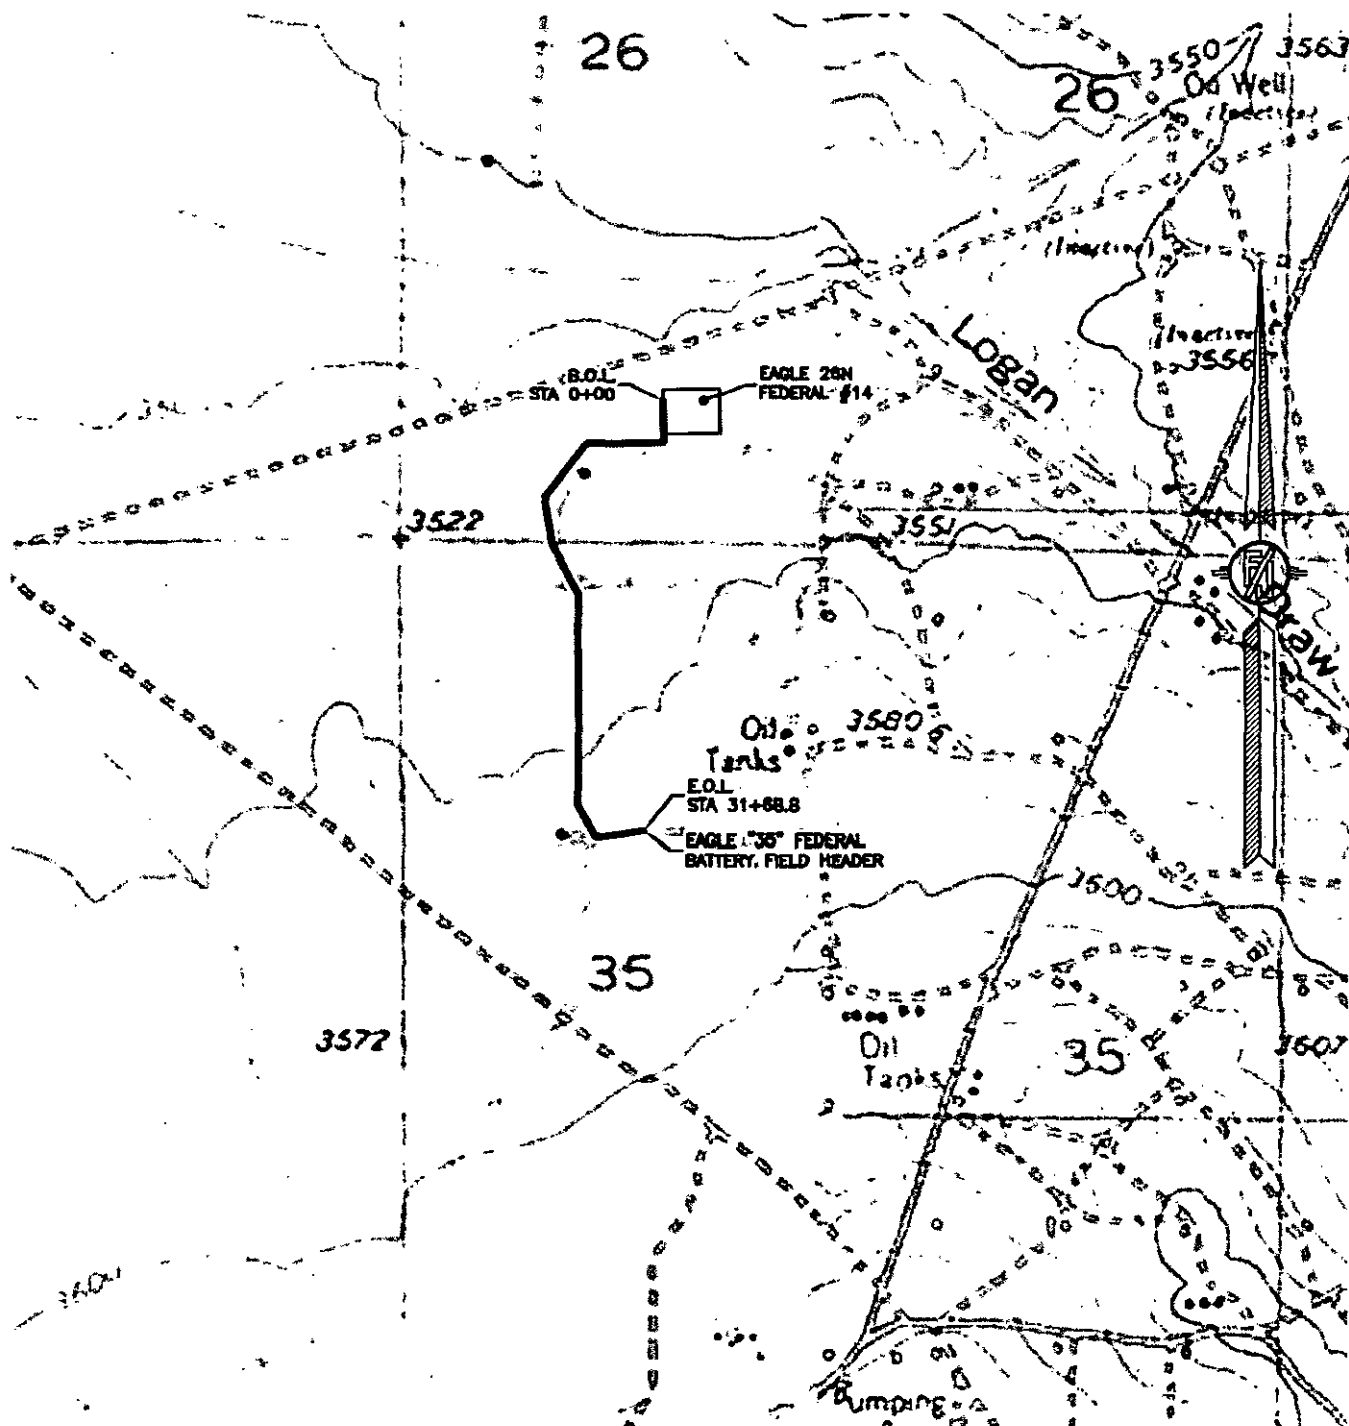 26
26
3550
3563
Oil Well
(Inactive)
(Inactive)
(Inactive)
3556
Logan
B.O.L.
STA 0+00
EAGLE 26N
FEDERAL #14
3522
3551
Draw
Oil
Tanks
3580
E.O.L.
STA 31+68.8
EAGLE "35" FEDERAL
BATTERY, FIELD HEADER
3600
35
3572
Oil
Tanks
35
3607
3600
Pumping